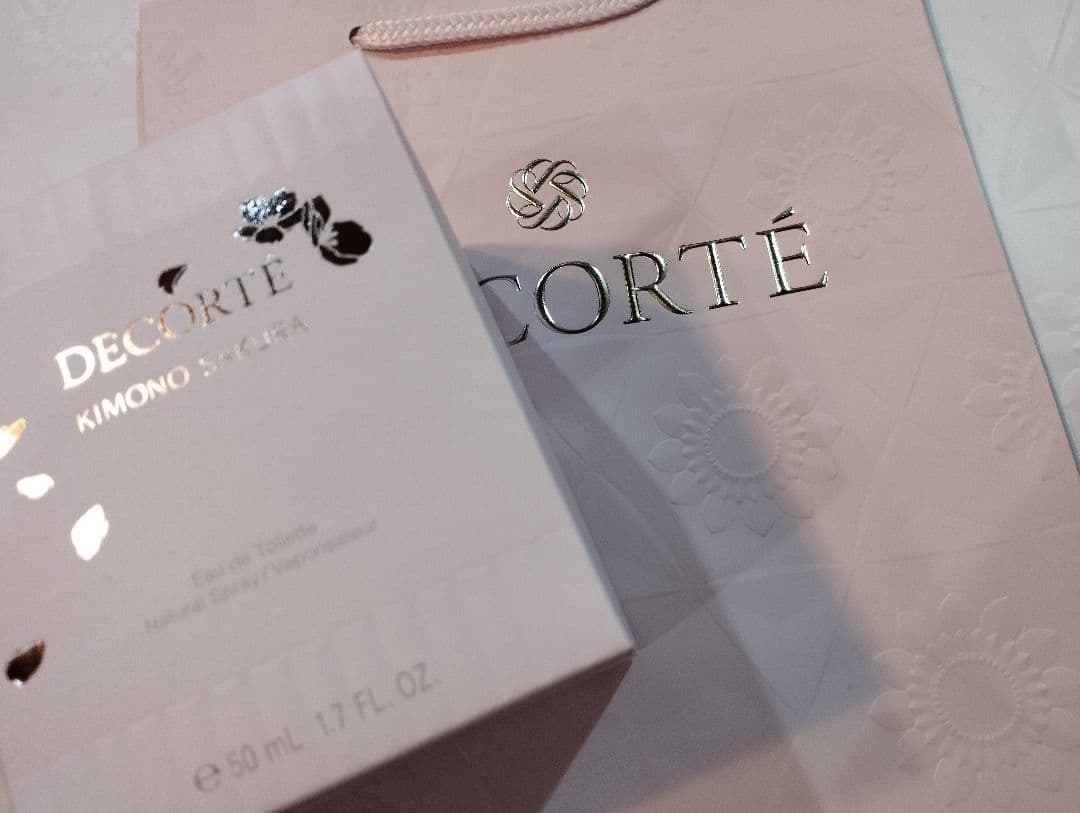 DECORTÉ
KIMONO SAKURA
Eau de Toilette
Natural Spray / Vaporisateur
e 50 mL 1.7 FL. OZ.
CORTÉ